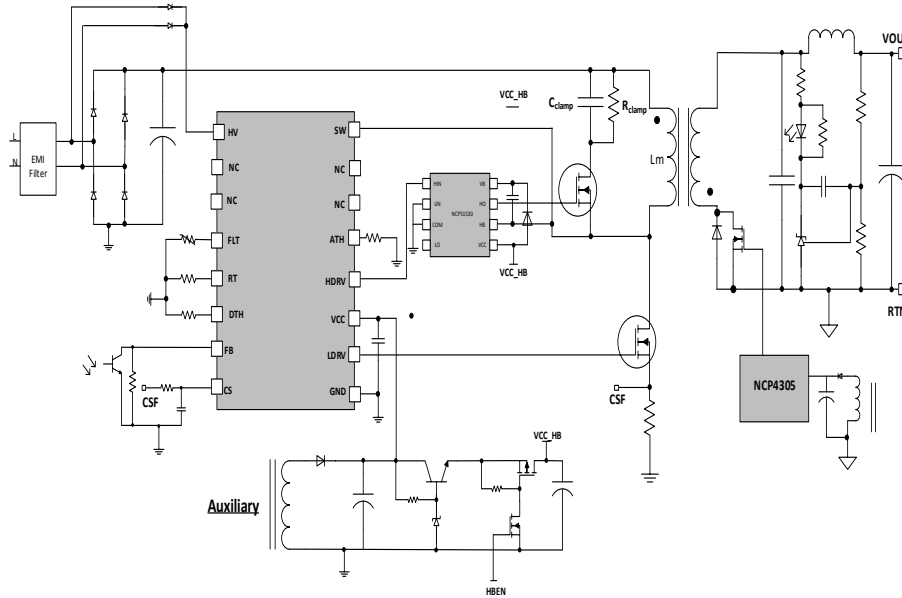 VOUT
VCC_HB
Cclamp
Rclamp
HV
SW
L
N
EMI
Filter
NC
NC
Lm
NC
NC
HIN
VB
LIN
HO
NCP51530
COM
HB
LO
VCC
FLT
ATH
VCC_HB
RT
HDRV
DTH
VCC
RTN
FB
LDRV
CS
GND
CSF
CSF
NCP4305
VCC_HB
Auxiliary
HBEN